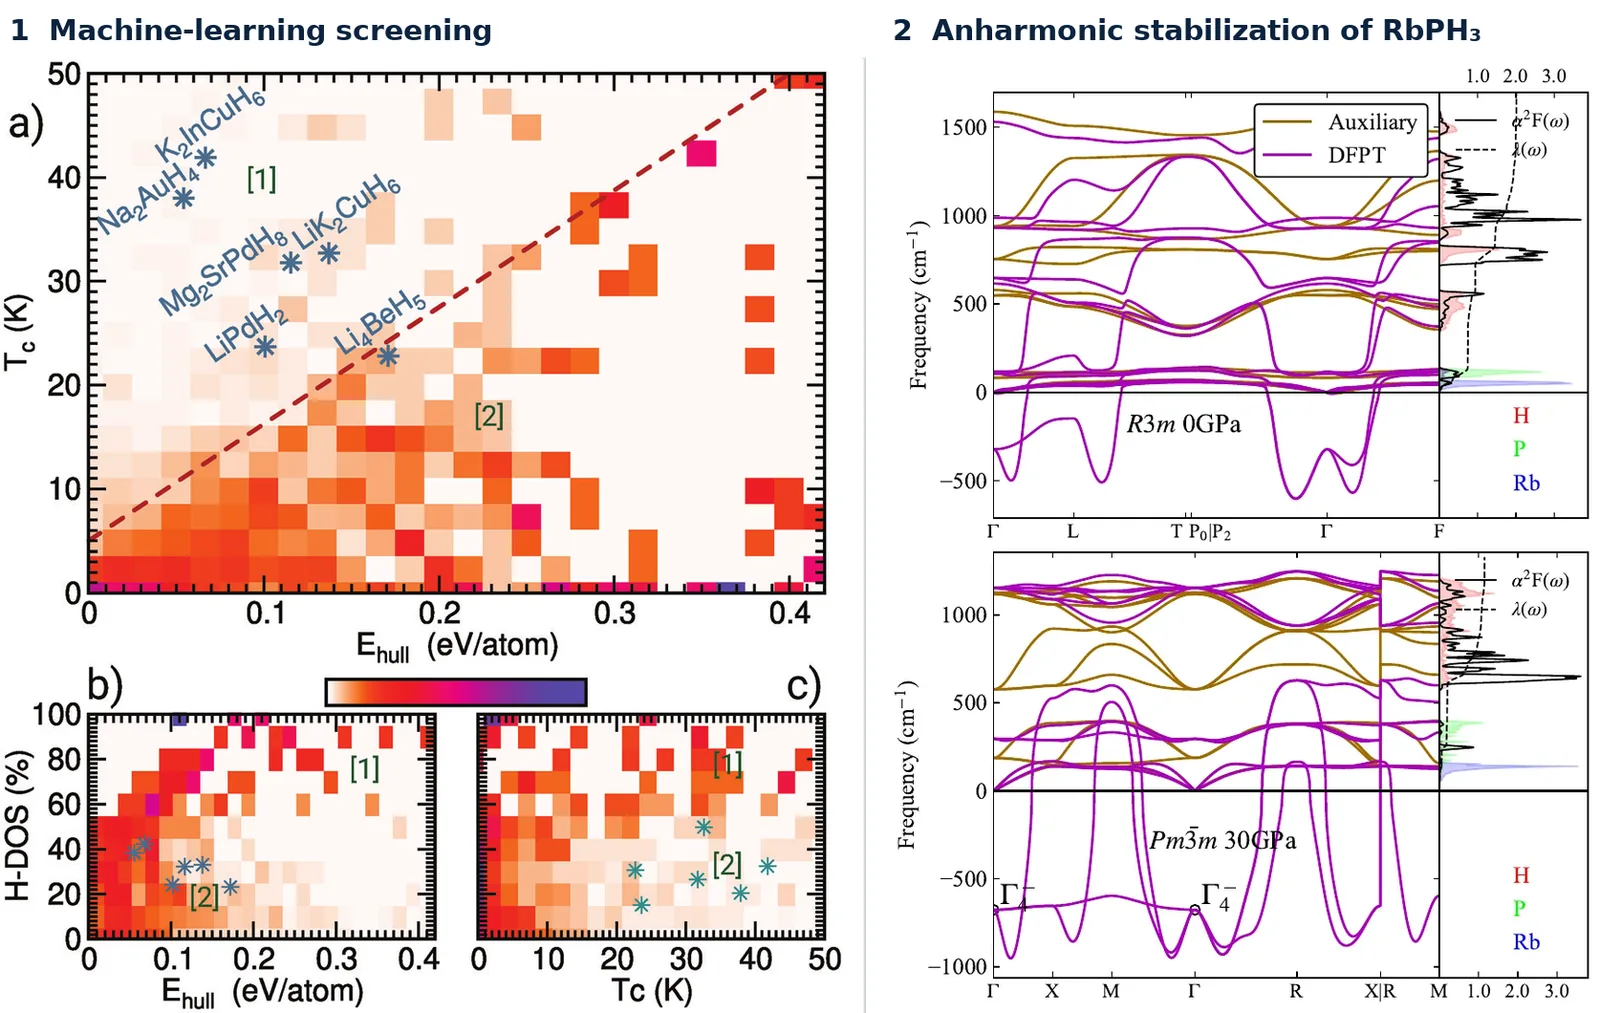 1 Machine-learning screening
a)
50
40
30
20
10
0
T_c (K)
K₂InCuH₆
Na₂AuH₄
[1]
LiK₂CuH₆
Mg₂SrPdH₈
LiPdH₂
Li₄BeH₅
[2]
0 0.1 0.2 0.3 0.4
E_hull (eV/atom)
b)
100
80
60
40
20
0
H-DOS (%)
[1]
[2]
0 0.1 0.2 0.3 0.4
E_hull (eV/atom)
c)
[1]
[2]
0 10 20 30 40 50
Tc (K)
2 Anharmonic stabilization of RbPH₃
1.0 2.0 3.0
1500
1000
500
0
−500
Frequency (cm⁻¹)
Auxiliary
DFPT
α²F(ω)
λ(ω)
R3m 0GPa
H
P
Rb
Γ L T P₀|P₂ Γ F
1000
500
0
−500
−1000
Frequency (cm⁻¹)
α²F(ω)
λ(ω)
Pm3̄m 30GPa
Γ₄⁻ Γ₄⁻
H
P
Rb
Γ X M Γ R X|R M 1.0 2.0 3.0